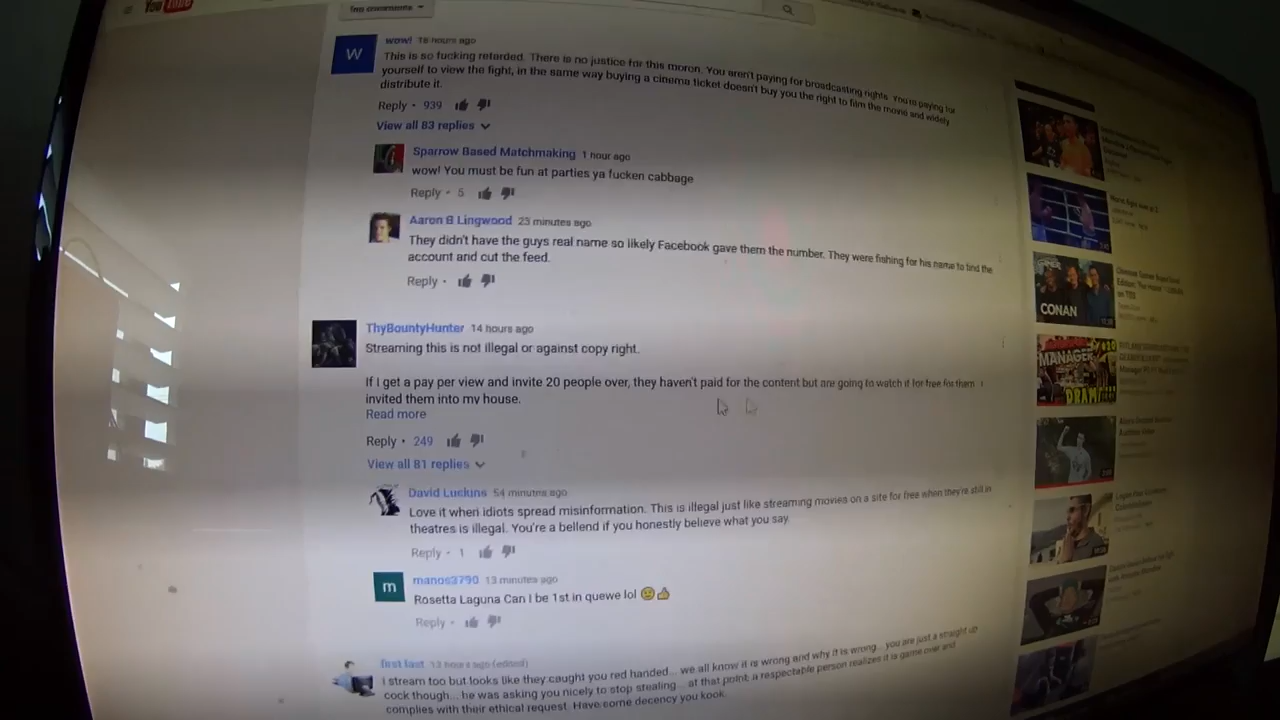 YouTube
Top comments
wow! 18 hours ago
This is so fucking retarded. There is no justice for this moron. You aren't paying for broadcasting rights. You're paying for
yourself to view the fight, in the same way buying a cinema ticket doesn't buy you the right to film the movie and widely
distribute it.
Reply • 939
View all 83 replies
Sparrow Based Matchmaking 1 hour ago
wow! You must be fun at parties ya fucken cabbage
Reply • 5
Aaron B Lingwood 23 minutes ago
They didn't have the guys real name so likely Facebook gave them the number. They were fishing for his name to find the
account and cut the feed.
Reply •
ThyBountyHunter 14 hours ago
Streaming this is not illegal or against copy right.
If I get a pay per view and invite 20 people over, they haven't paid for the content but are going to watch it for free for them I
invited them into my house.
Read more
Reply • 249
View all 81 replies
David Luckins 54 minutes ago
Love it when idiots spread misinformation. This is illegal just like streaming movies on a site for free when they're still in
theatres is illegal. You're a bellend if you honestly believe what you say
Reply • 1
m
manos3790 13 minutes ago
Rosetta Laguna Can I be 1st in quewe lol 🙂👍
Reply •
first last 13 hours ago (edited)
I stream too but looks like they caught you red handed... we all know it is wrong and why it is wrong... you are just a straight up
cock though... he was asking you nicely to stop stealing... at that point, a respectable person realizes it is game over and
complies with their ethical request. Have some decency you kook.
W
CONAN
MANAGER
DRAM